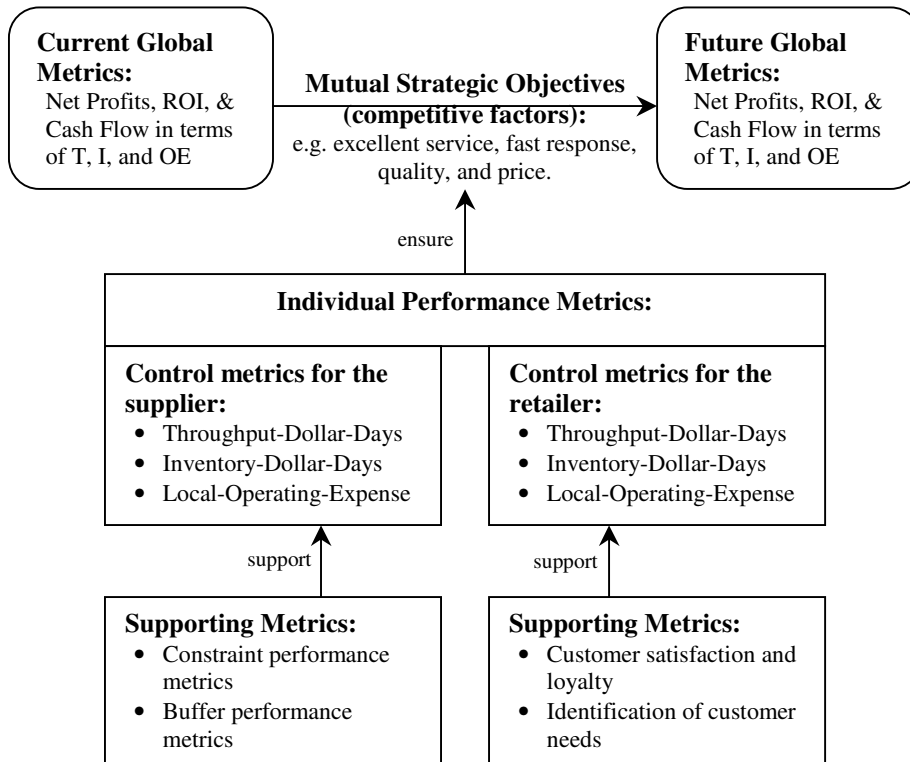 Current Global
Metrics:
Net Profits, ROI, &
Cash Flow in terms
of T, I, and OE
Mutual Strategic Objectives
(competitive factors):
e.g. excellent service, fast response,
quality, and price.
Future Global
Metrics:
Net Profits, ROI, &
Cash Flow in terms
of T, I, and OE
ensure
Individual Performance Metrics:
Control metrics for the
supplier:
• Throughput-Dollar-Days
• Inventory-Dollar-Days
• Local-Operating-Expense
Control metrics for the
retailer:
• Throughput-Dollar-Days
• Inventory-Dollar-Days
• Local-Operating-Expense
support
support
Supporting Metrics:
• Constraint performance
metrics
• Buffer performance
metrics
Supporting Metrics:
• Customer satisfaction and
loyalty
• Identification of customer
needs